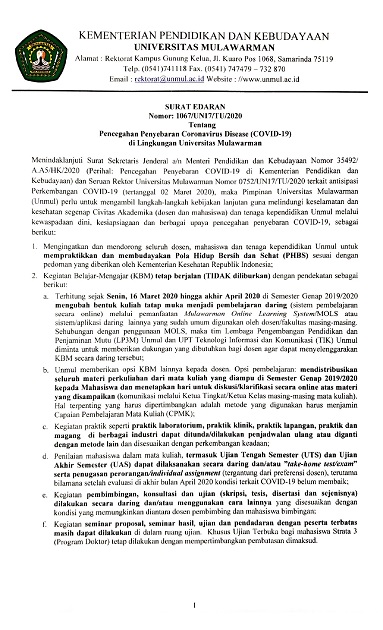 KEMENTERIAN PENDIDIKAN DAN KEBUDAYAAN
UNIVERSITAS MULAWARMAN
Alamat : Rektorat Kampus Gunung Kelua, Jl. Kuaro Pos 1068, Samarinda 75119
Telp. (0541)741118 Fax. (0541) 747479 – 732 870
Email : rektorat@unmul.ac.id Website : //www.unmul.ac.id
SURAT EDARAN
Nomor: 1067/UN17/TU/2020
Tentang
Pencegahan Penyebaran Coronavirus Disease (COVID-19)
di Lingkungan Universitas Mulawarman
Menindaklanjuti Surat Sekretaris Jenderal a/n Menteri Pendidikan dan Kebudayaan Nomor 35492/
A.A5/HK/2020 (Perihal: Pencegahan Penyebaran COVID-19 di Kementerian Pendidikan dan
Kebudayaan) dan Seruan Rektor Universitas Mulawarman Nomor 0752/UN17/TU/2020 terkait antisipasi
Perkembangan COVID-19 (tertanggal 02 Maret 2020), maka Pimpinan Universitas Mulawarman
(Unmul) perlu untuk mengambil langkah-langkah kebijakan lanjutan guna melindungi keselamatan dan
kesehatan segenap Civitas Akademika (dosen dan mahasiswa) dan tenaga kependidikan Unmul melalui
kewaspadaan dini, kesiapsiagaan dan berbagai upaya pencegahan penyebaran COVID-19, sebagai
berikut:
1. Mengingatkan dan mendorong seluruh dosen, mahasiswa dan tenaga kependidikan Unmul untuk
mempraktikkan dan membudayakan Pola Hidup Bersih dan Sehat (PHBS) sesuai dengan
pedoman yang diberikan oleh Kementerian Kesehatan Republik Indonesia;
2. Kegiatan Belajar-Mengajar (KBM) tetap berjalan (TIDAK diliburkan) dengan pendekatan sebagai
berikut:
a. Terhitung sejak Senin, 16 Maret 2020 hingga akhir April 2020 di Semester Genap 2019/2020
mengubah bentuk kuliah tatap muka menjadi pembelajaran daring (sistem pembelajaran
secara online) melalui pemanfaatan Mulawarman Online Learning System/MOLS atau
sistem/aplikasi daring lainnya yang sudah umum digunakan oleh dosen/fakultas masing-masing.
Sehubungan dengan penggunaan MOLS, maka tim Lembaga Pengembangan Pendidikan dan
Penjaminan Mutu (LP3M) Unmul dan UPT Teknologi Informasi dan Komunikasi (TIK) Unmul
diminta untuk memberikan dukungan yang dibutuhkan bagi dosen agar dapat menyelenggarakan
KBM secara daring tersebut;
b. Unmul memberikan opsi KBM lainnya kepada dosen. Opsi pembelajaran: mendistribusikan
seluruh materi perkuliahan dari mata kuliah yang diampu di Semester Genap 2019/2020
kepada Mahasiswa dan menetapkan hari untuk diskusi/klarifikasi secara online atas materi
yang disampaikan (komunikasi melalui Ketua Tingkat/Ketua Kelas masing-masing mata kuliah).
Hal terpenting yang harus dipertimbangkan adalah metode yang digunakan harus menjamin
Capaian Pembelajaran Mata Kuliah (CPMK);
c. Kegiatan praktik seperti praktik laboratorium, praktik klinik, praktik lapangan, praktik dan
magang di berbagai industri dapat ditunda/dilakukan penjadwalan ulang atau diganti
dengan metode lain dan disesuaikan dengan perkembangan keadaan;
d. Penilaian mahasiswa dalam mata kuliah, termasuk Ujian Tengah Semester (UTS) dan Ujian
Akhir Semester (UAS) dapat dilaksanakan secara daring dan/atau "take-home test/exam"
serta penugasan perorangan/individual assignment (tergantung dari preferensi dosen), terutama
bilamana setelah evaluasi di akhir bulan April 2020 kondisi terkait COVID-19 belum membaik;
e. Kegiatan pembimbingan, konsultasi dan ujian (skripsi, tesis, disertasi dan sejenisnya)
dilakukan secara daring dan/atau menggunakan cara lainnya yang disesuaikan dengan
kondisi yang memungkinkan diantara dosen pembimbing dan mahasiswa bimbingan;
f. Kegiatan seminar proposal, seminar hasil, ujian dan pendadaran dengan peserta terbatas
masih dapat dilakukan di dalam ruang ujian. Khusus Ujian Terbuka bagi mahasiswa Strata 3
(Program Doktor) tetap dilakukan dengan mempertimbangkan pembatasan dimaksud.
1